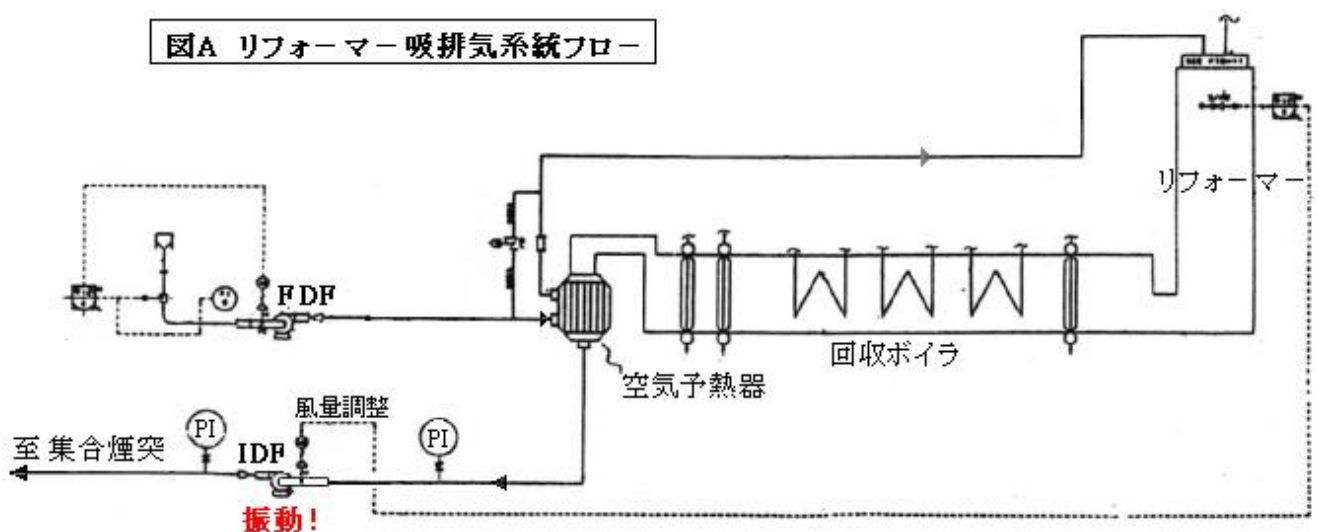 図A リフォーマー吸排気系統フロー
リフォーマー
FDF
回収ボイラ
空気予熱器
風量調整
PI
PI
至集合煙突
IDF
振動!